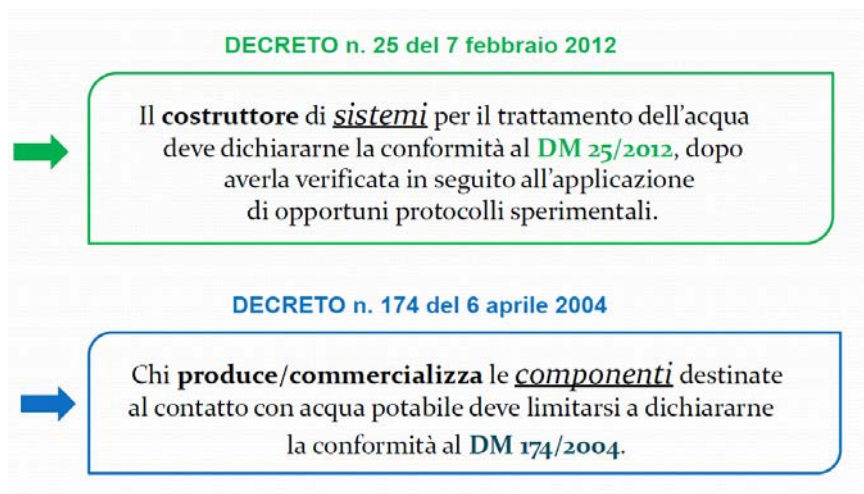 DECRETO n. 25 del 7 febbraio 2012
Il costruttore di sistemi per il trattamento dell’acqua
deve dichiararne la conformità al DM 25/2012, dopo
averla verificata in seguito all’applicazione
di opportuni protocolli sperimentali.
DECRETO n. 174 del 6 aprile 2004
Chi produce/commercializza le componenti destinate
al contatto con acqua potabile deve limitarsi a dichiararne
la conformità al DM 174/2004.